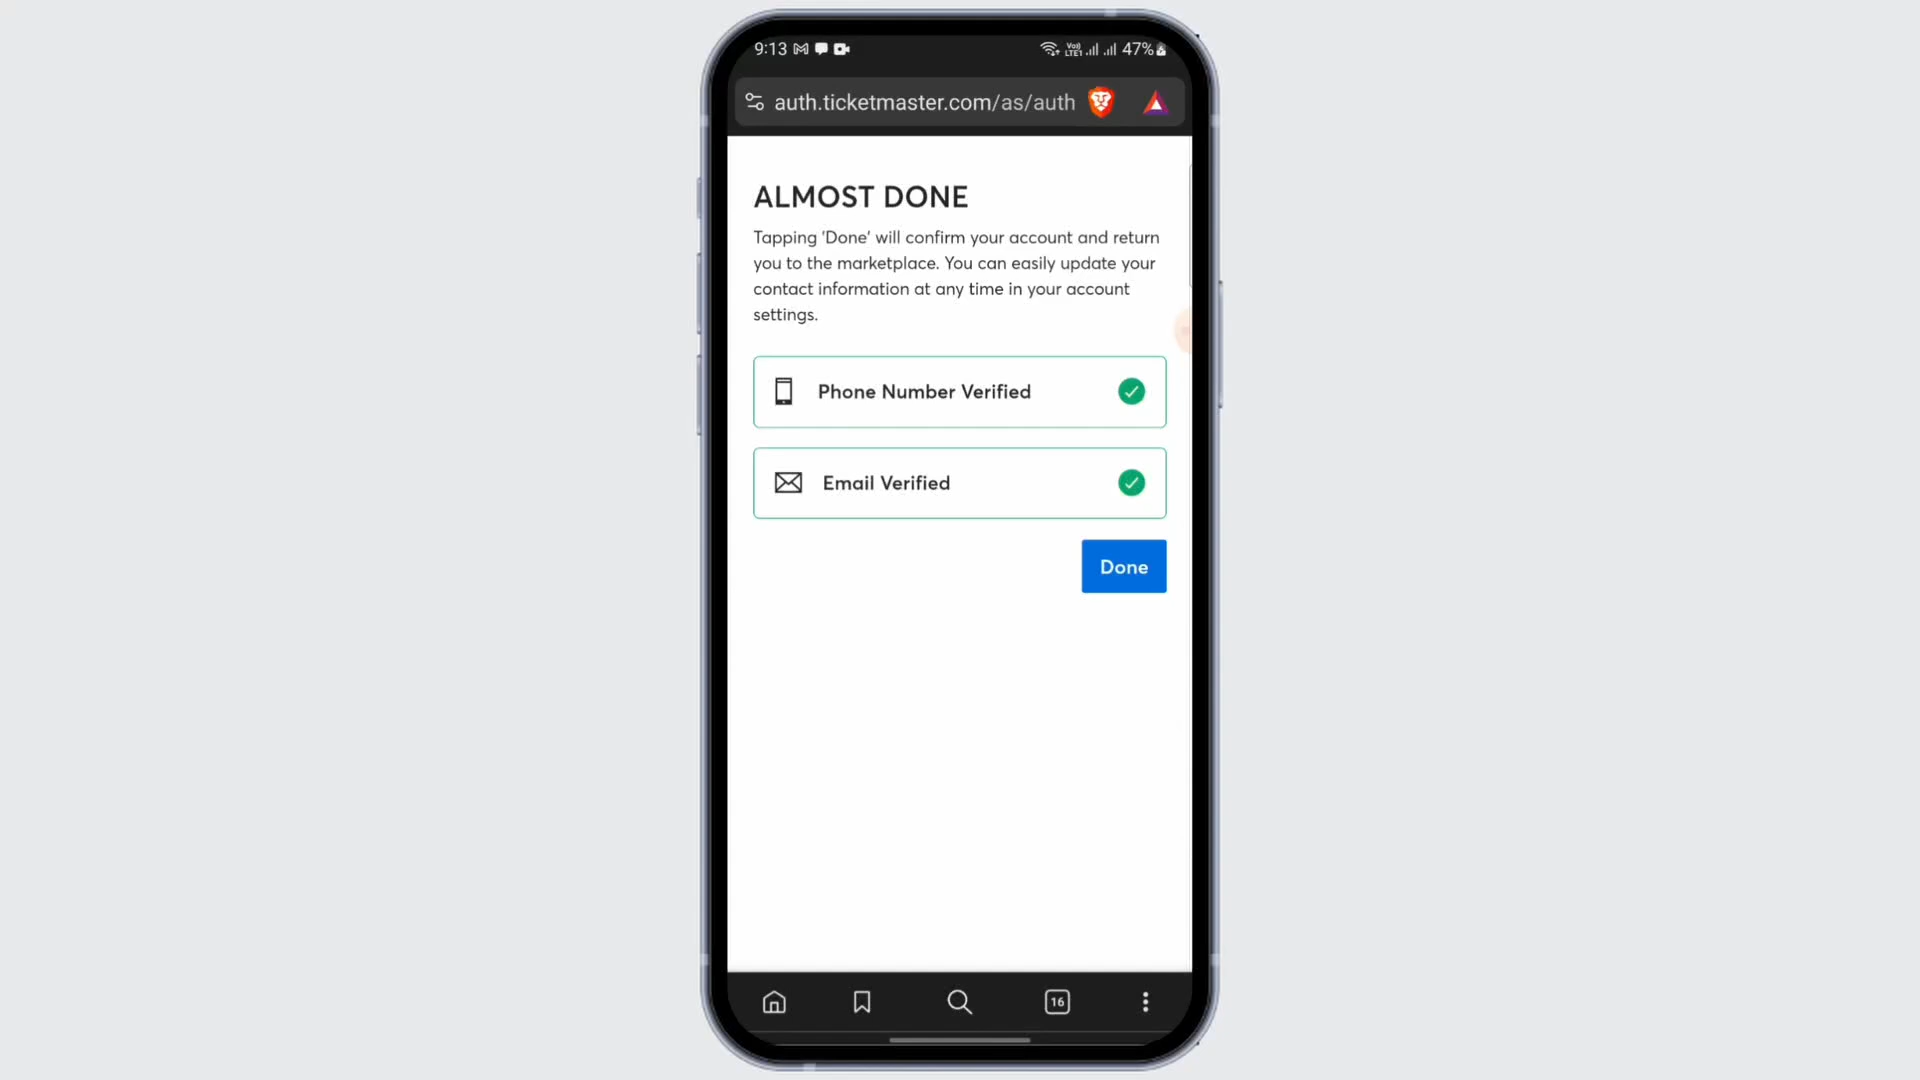 9:13 47%
Vo)) LTE1
auth.ticketmaster.com/as/auth
ALMOST DONE
Tapping 'Done' will confirm your account and return
you to the marketplace. You can easily update your
contact information at any time in your account
settings.
Phone Number Verified
Email Verified
Done
16